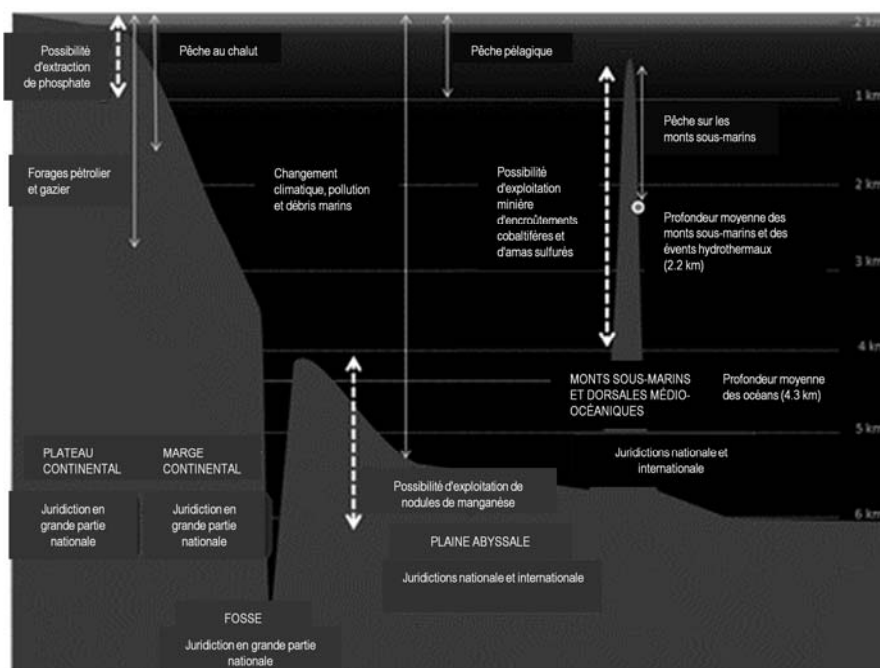 Possibilité
d'extraction
de phosphate
Pêche au chalut
Pêche pélagique
.2 km
1 km
Pêche sur les
monts sous-marins
Forages pétrolier
et gazier
Changement
climatique, pollution
et débris marins
Possibilité
d'exploitation
minière
d'encroûtements
cobaltifères et
d'amas sulfurés
2 km
Profondeur moyenne des
monts sous-marins et des
évents hydrothermaux
(2.2 km)
3 km
4 km
MONTS SOUS-MARINS
ET DORSALES MÉDIO-
OCÉANIQUES
Profondeur moyenne
des océans (4.3 km)
5 km
PLATEAU
CONTINENTAL
MARGE
CONTINENTAL
Juridictions nationale et
internationale
Juridiction en
grande partie
nationale
Juridiction en
grande partie
nationale
Possibilité d'exploitation de
nodules de manganèse
6 km
PLAINE ABYSSALE
Juridictions nationale et internationale
FOSSE
Juridiction en grande partie
nationale